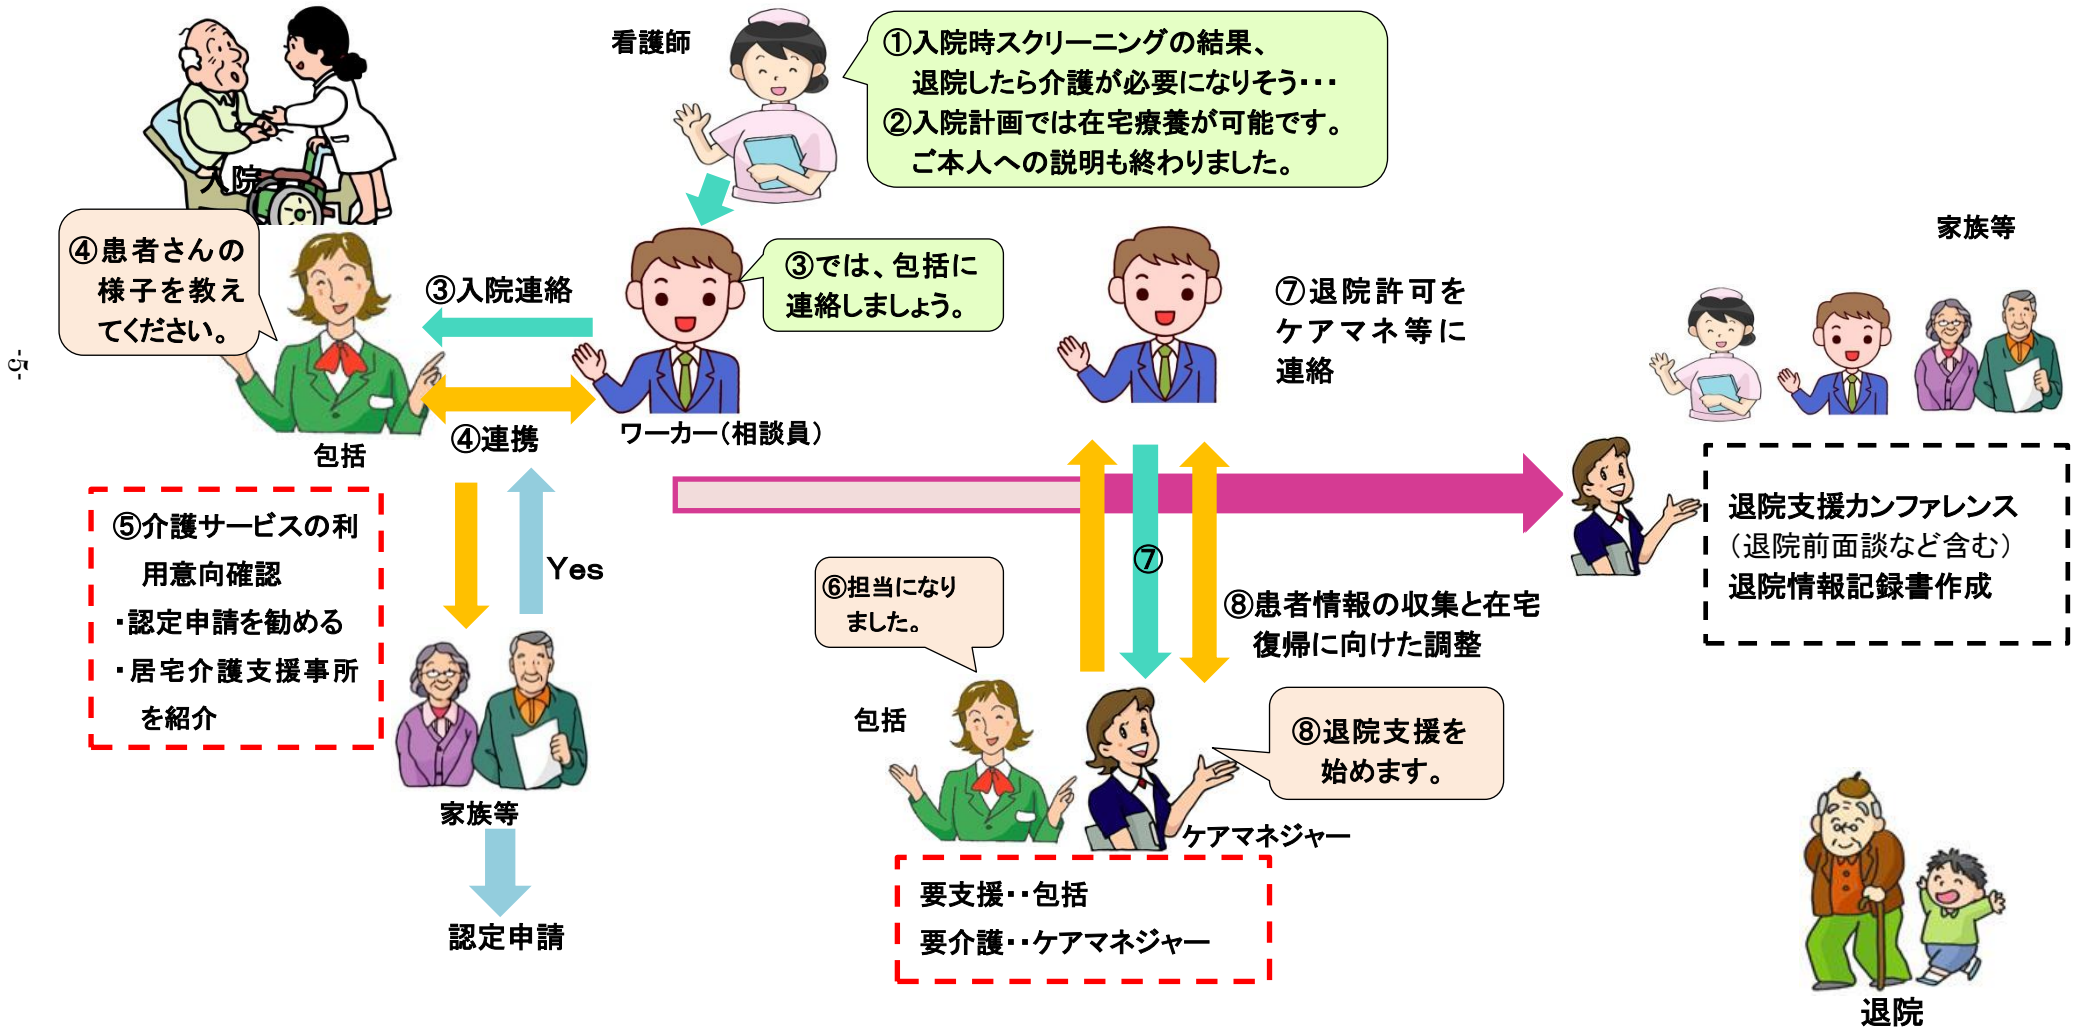 入院
看護師
①入院時スクリーニングの結果、
退院したら介護が必要になりそう・・・
②入院計画では在宅療養が可能です。
ご本人への説明も終わりました。
④患者さんの
様子を教え
てください。
③入院連絡
③では、包括に
連絡しましょう。
⑦退院許可を
ケアマネ等に
連絡
家族等
④連携
ワーカー(相談員)
包括
⑤介護サービスの利
用意向確認
・認定申請を勧める
・居宅介護支援事所
を紹介
Yes
家族等
認定申請
⑥担当になり
ました。
⑦
⑧患者情報の収集と在宅
復帰に向けた調整
包括
⑧退院支援を
始めます。
ケアマネジャー
要支援・・包括
要介護・・ケアマネジャー
退院支援カンファレンス
(退院前面談など含む)
退院情報記録書作成
退院
-5-